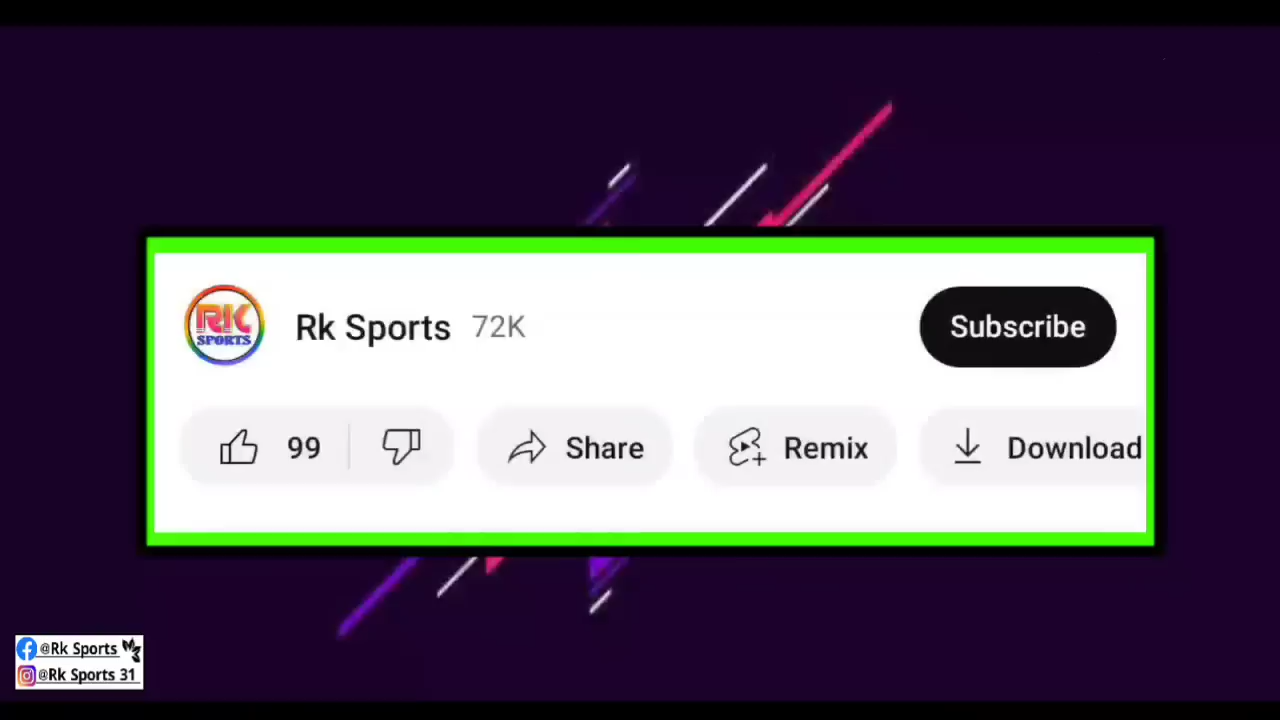 RK
SPORTS
Rk Sports 72K
Subscribe
99
Share
Remix
Download
@Rk Sports
@Rk Sports 31